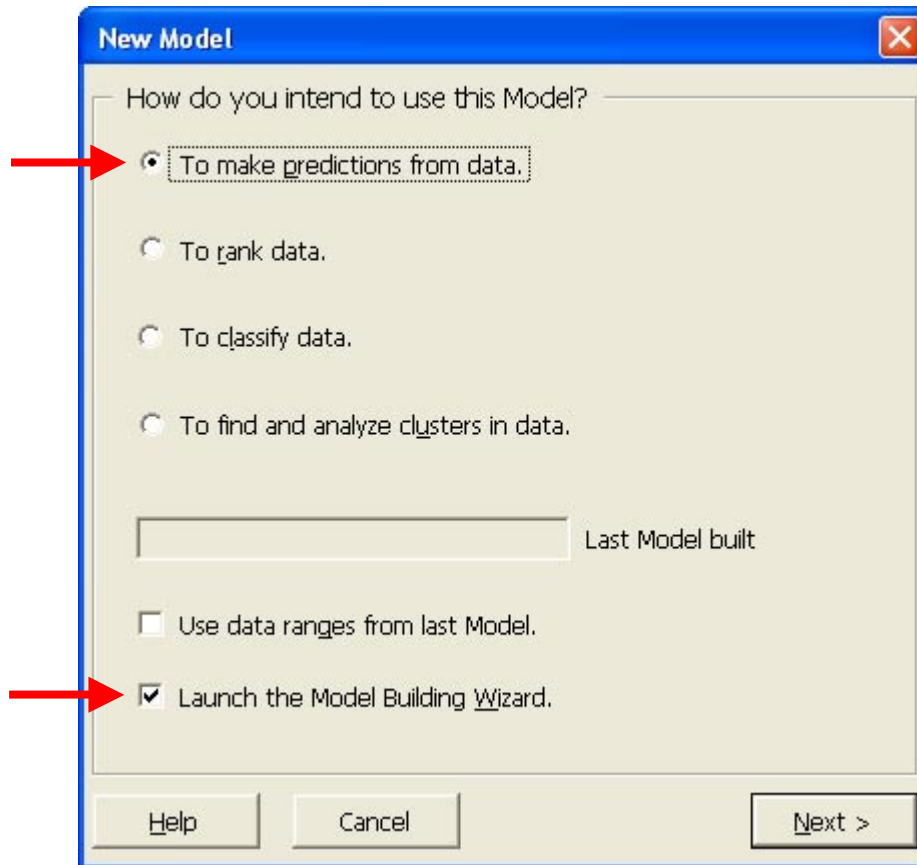 New Model
How do you intend to use this Model?
To make predictions from data.
To rank data.
To classify data.
To find and analyze clusters in data.
Last Model built
Use data ranges from last Model.
Launch the Model Building Wizard.
Help Cancel Next >